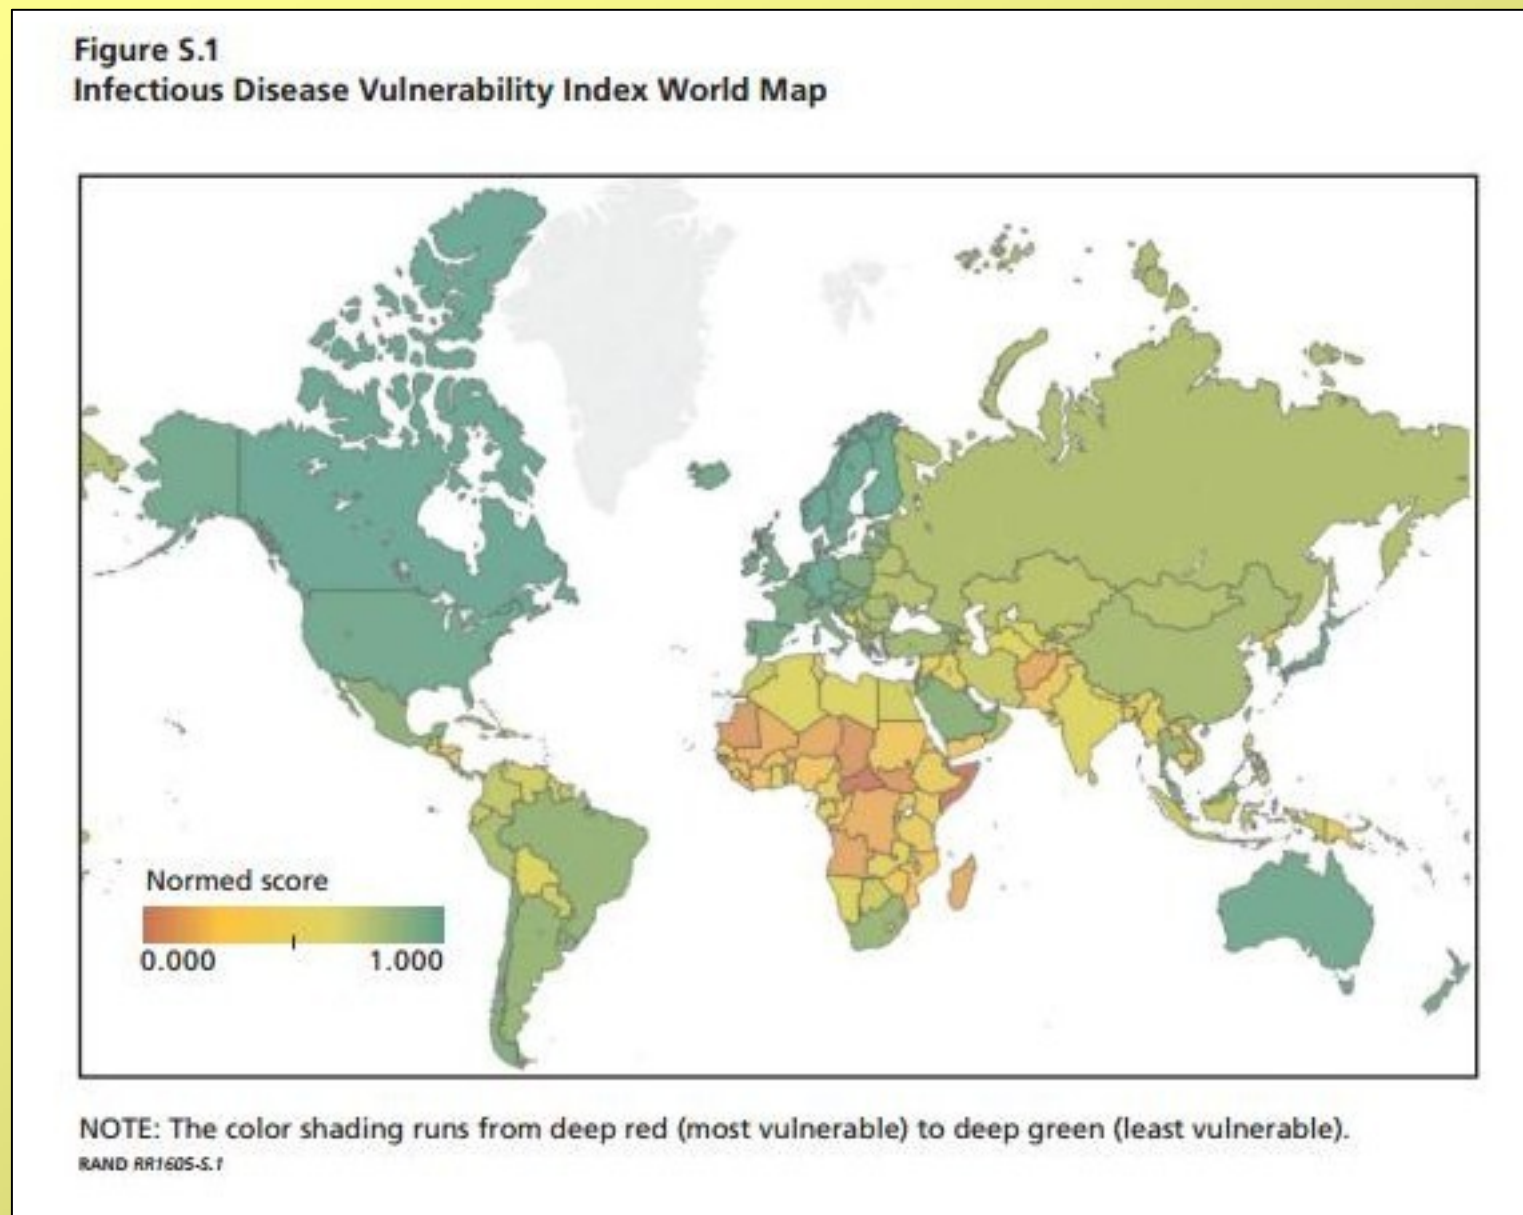 Figure S.1
Infectious Disease Vulnerability Index World Map
Normed score
0.000 1.000
NOTE: The color shading runs from deep red (most vulnerable) to deep green (least vulnerable).
RAND RR1605-S.1